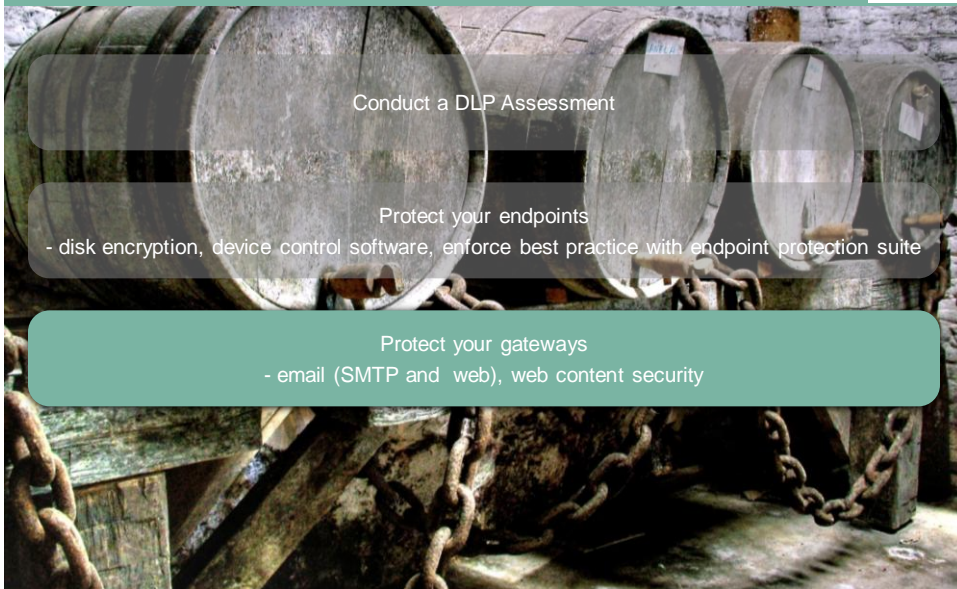 Conduct a DLP Assessment
Protect your endpoints
- disk encryption, device control software, enforce best practice with endpoint protection suite
Protect your gateways
- email (SMTP and web), web content security